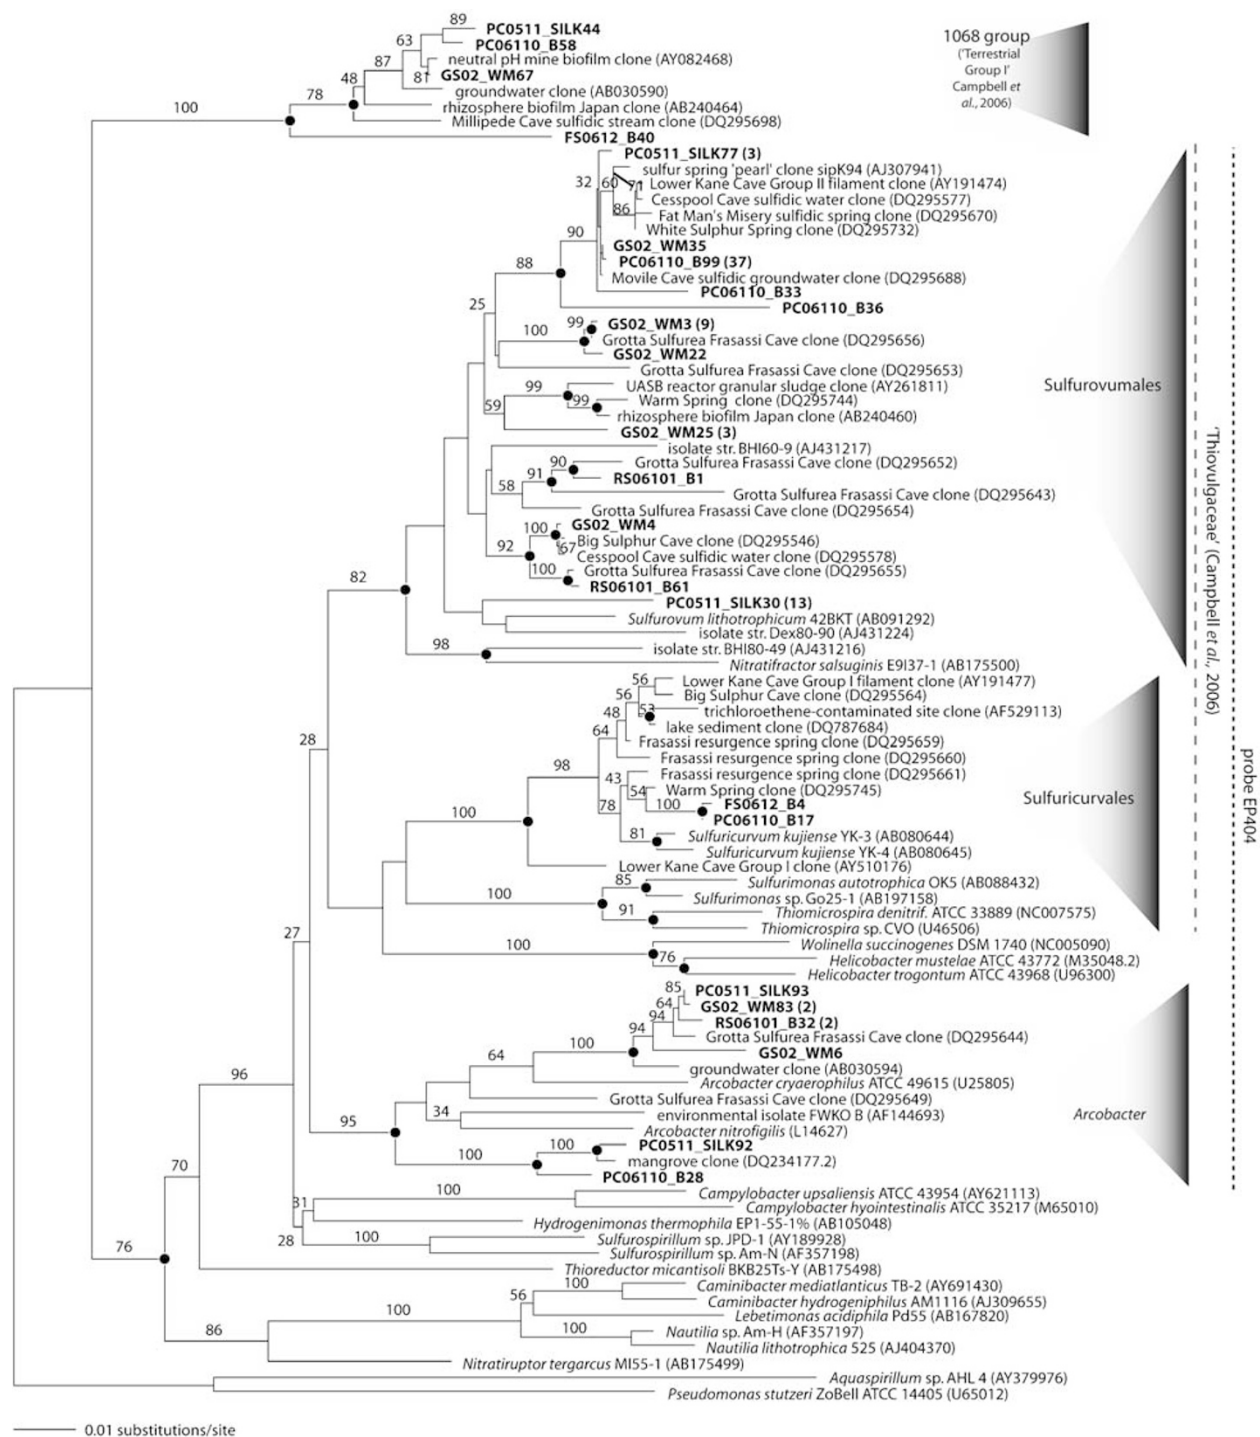 89
PC0511_SILK44
63
PC06110_B58
neutral pH mine biofilm clone (AY082468)
87
81
GS02_WM67
48
groundwater clone (AB030590)
78
rhizosphere biofilm Japan clone (AB240464)
100
Millipede Cave sulfidic stream clone (DQ295698)
FS0612_B40
1068 group
('Terrestrial
Group I'
Campbell et
al., 2006)
PC0511_SILK77 (3)
sulfur spring 'pearl' clone sipK94 (AJ307941)
32
60
71
Lower Kane Cave Group II filament clone (AY191474)
Cesspool Cave sulfidic water clone (DQ295577)
86
Fat Man's Misery sulfidic spring clone (DQ295670)
White Sulphur Spring clone (DQ295732)
90
GS02_WM35
PC06110_B99 (37)
88
Movile Cave sulfidic groundwater clone (DQ295688)
PC06110_B33
25
PC06110_B36
99
GS02_WM3 (9)
100
Grotta Sulfurea Frasassi Cave clone (DQ295656)
GS02_WM22
Grotta Sulfurea Frasassi Cave clone (DQ295653)
99
UASB reactor granular sludge clone (AY261811)
99
Warm Spring clone (DQ295744)
59
rhizosphere biofilm Japan clone (AB240460)
GS02_WM25 (3)
isolate str. BHI60-9 (AJ431217)
90
Grotta Sulfurea Frasassi Cave clone (DQ295652)
91
RS06101_B1
58
Grotta Sulfurea Frasassi Cave clone (DQ295643)
Grotta Sulfurea Frasassi Cave clone (DQ295654)
100
GS02_WM4
92
67
Big Sulphur Cave clone (DQ295546)
Cesspool Cave sulfidic water clone (DQ295578)
100
Grotta Sulfurea Frasassi Cave clone (DQ295655)
82
RS06101_B61
PC0511_SILK30 (13)
Sulfurovum lithotrophicum 42BKT (AB091292)
isolate str. Dex80-90 (AJ431224)
98
isolate str. BHI80-49 (AJ431216)
Nitratifractor salsuginis E9I37-1 (AB175500)
Sulfurovumales
'Thiovulgaceae' (Campbell et al., 2006)
probe EP404
56
Lower Kane Cave Group I filament clone (AY191477)
56
Big Sulphur Cave clone (DQ295564)
48
53
trichloroethene-contaminated site clone (AF529113)
64
lake sediment clone (DQ787684)
28
Frasassi resurgence spring clone (DQ295659)
Frasassi resurgence spring clone (DQ295660)
98
43
Frasassi resurgence spring clone (DQ295661)
54
Warm Spring clone (DQ295745)
78
100
FS0612_B4
100
PC06110_B17
81
Sulfuricurvum kujiense YK-3 (AB080644)
Sulfuricurvum kujiense YK-4 (AB080645)
Lower Kane Cave Group I clone (AY510176)
85
Sulfurimonas autotrophica OK5 (AB088432)
100
Sulfurimonas sp. Go25-1 (AB197158)
91
Thiomicrospira denitrif. ATCC 33889 (NC007575)
Thiomicrospira sp. CVO (U46506)
27
100
Wolinella succinogenes DSM 1740 (NC005090)
76
Helicobacter mustelae ATCC 43772 (M35048.2)
Helicobacter trogontum ATCC 43968 (U96300)
Sulfuricurvales
85
PC0511_SILK93
64
GS02_WM83 (2)
94
RS06101_B32 (2)
94
Grotta Sulfurea Frasassi Cave clone (DQ295644)
100
GS02_WM6
64
groundwater clone (AB030594)
96
Arcobacter cryaerophilus ATCC 49615 (U25805)
Grotta Sulfurea Frasassi Cave clone (DQ295649)
34
environmental isolate FWKO B (AF144693)
95
Arcobacter nitrofigilis (L14627)
100
PC0511_SILK92
100
mangrove clone (DQ234177.2)
PC06110_B28
Arcobacter
70
100
Campylobacter upsaliensis ATCC 43954 (AY621113)
31
Campylobacter hyointestinalis ATCC 35217 (M65010)
Hydrogenimonas thermophila EP1-55-1% (AB105048)
28
100
Sulfurospirillum sp. JPD-1 (AY189928)
76
Sulfurospirillum sp. Am-N (AF357198)
Thioreductor micantisoli BKB25Ts-Y (AB175498)
100
Caminibacter mediatlanticus TB-2 (AY691430)
56
Caminibacter hydrogeniphilus AM1116 (AJ309655)
100
Lebetimonas acidiphila Pd55 (AB167820)
86
100
Nautilia sp. Am-H (AF357197)
Nautilia lithotrophica 525 (AJ404370)
Nitratiruptor tergarcus MI55-1 (AB175499)
Aquaspirillum sp. AHL 4 (AY379976)
Pseudomonas stutzeri ZoBell ATCC 14405 (U65012)
0.01 substitutions/site